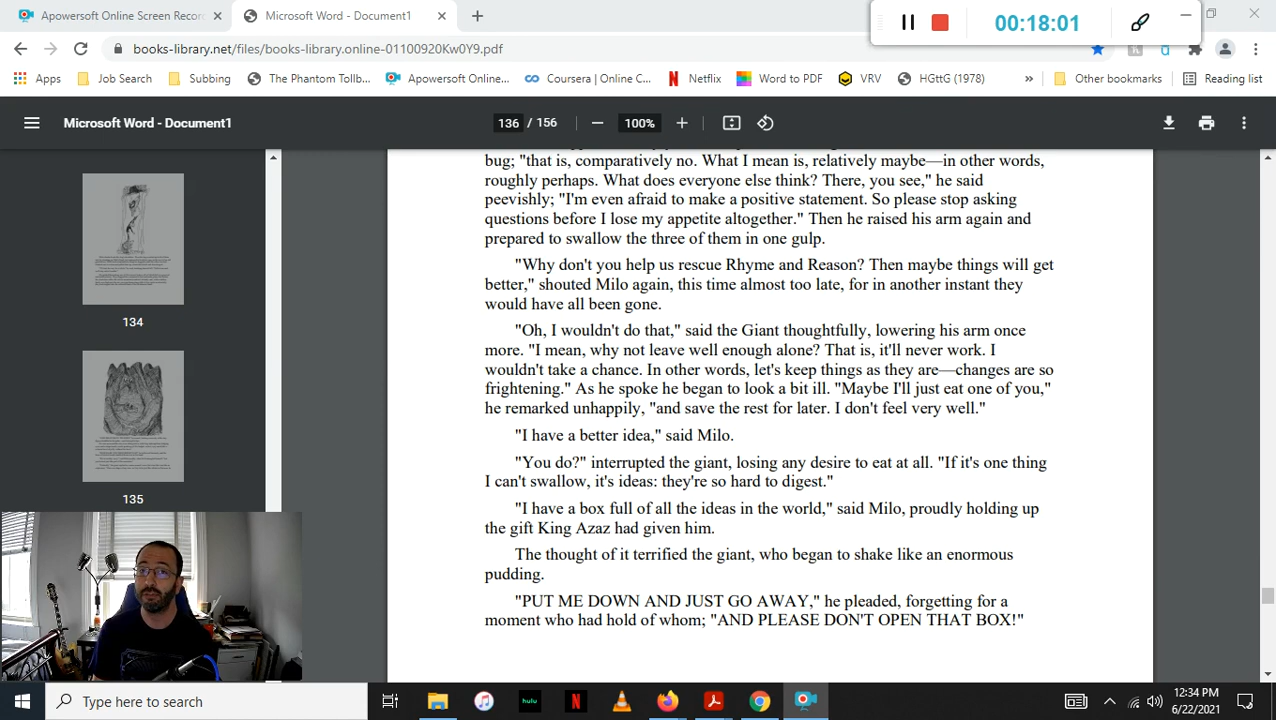 Apowersoft Online Screen Recor
Microsoft Word - Document1
00:18:01
books-library.net/files/books-library.online-01100920Kw0Y9.pdf
Apps
Job Search
Subbing
The Phantom Tollb...
Apowersoft Online...
Coursera | Online C...
Netflix
Word to PDF
VRV
HGttG (1978)
»
Other bookmarks
Reading list
Microsoft Word - Document1
136 / 156
100%
bug; "that is, comparatively no. What I mean is, relatively maybe—in other words,
roughly perhaps. What does everyone else think? There, you see," he said
peevishly; "I'm even afraid to make a positive statement. So please stop asking
questions before I lose my appetite altogether." Then he raised his arm again and
prepared to swallow the three of them in one gulp.
"Why don't you help us rescue Rhyme and Reason? Then maybe things will get
better," shouted Milo again, this time almost too late, for in another instant they
would have all been gone.
"Oh, I wouldn't do that," said the Giant thoughtfully, lowering his arm once
more. "I mean, why not leave well enough alone? That is, it'll never work. I
wouldn't take a chance. In other words, let's keep things as they are—changes are so
frightening." As he spoke he began to look a bit ill. "Maybe I'll just eat one of you,"
he remarked unhappily, "and save the rest for later. I don't feel very well."
"I have a better idea," said Milo.
"You do?" interrupted the giant, losing any desire to eat at all. "If it's one thing
I can't swallow, it's ideas: they're so hard to digest."
"I have a box full of all the ideas in the world," said Milo, proudly holding up
the gift King Azaz had given him.
The thought of it terrified the giant, who began to shake like an enormous
pudding.
"PUT ME DOWN AND JUST GO AWAY," he pleaded, forgetting for a
moment who had hold of whom; "AND PLEASE DON'T OPEN THAT BOX!"
134
135
Type here to search
hulu
12:34 PM
6/22/2021